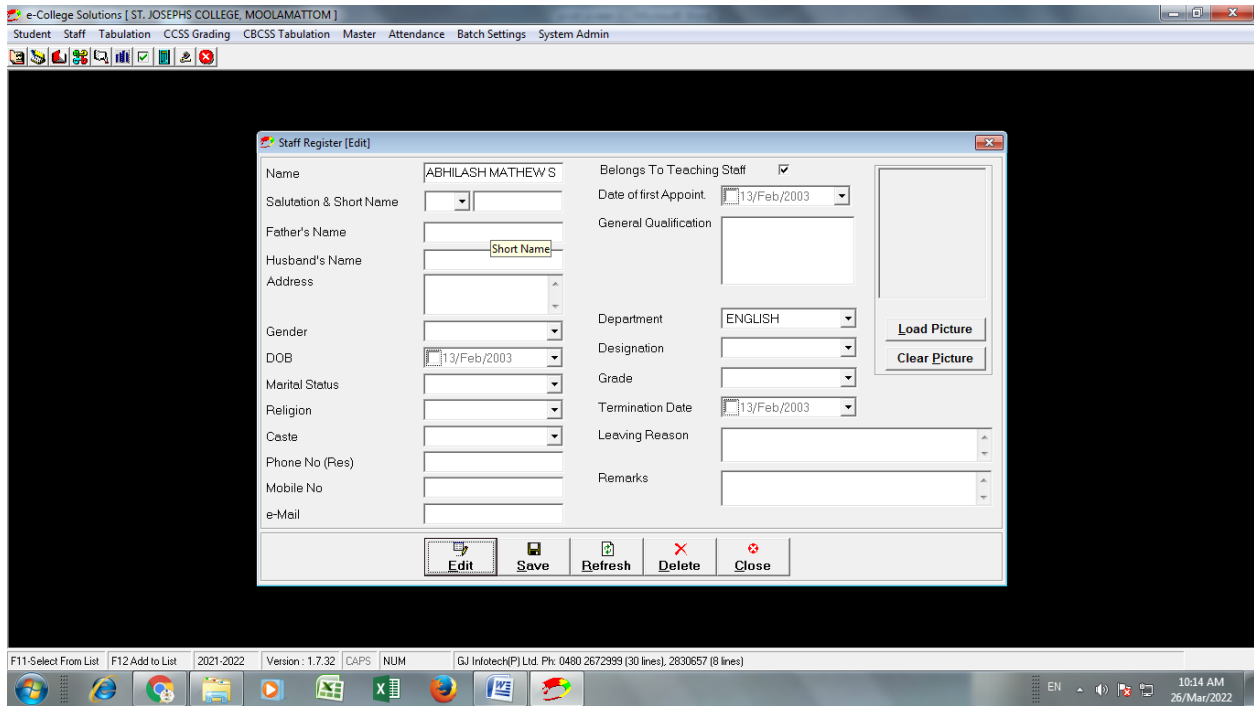 e-College Solutions [ ST. JOSEPHS COLLEGE, MOOLAMATTOM ]
Student Staff Tabulation CCSS Grading CBCSS Tabulation Master Attendance Batch Settings System Admin
Staff Register [Edit]
Name ABHILASH MATHEW S
Salutation & Short Name
Father's Name
Short Name
Husband's Name
Address
Gender
DOB 13/Feb/2003
Marital Status
Religion
Caste
Phone No (Res)
Mobile No
e-Mail
Belongs To Teaching Staff
Date of first Appoint. 13/Feb/2003
General Qualification
Department ENGLISH
Designation
Grade
Termination Date 13/Feb/2003
Leaving Reason
Remarks
Load Picture
Clear Picture
Edit Save Refresh Delete Close
F11-Select From List F12 Add to List 2021-2022 Version : 1.7.32 CAPS NUM GJ Infotech(P) Ltd. Ph: 0480 2672999 (30 lines), 2830657 (8 lines)
EN 10:14 AM
26/Mar/2022